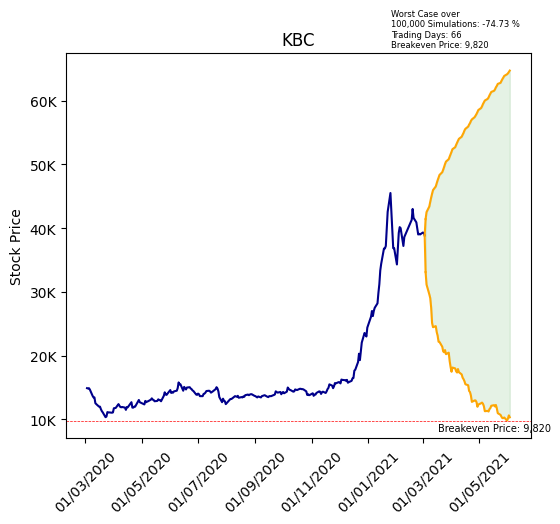 Worst Case over
100,000 Simulations: -74.73 %
Trading Days: 66
Breakeven Price: 9,820
KBC
Stock Price
60K
50K
40K
30K
20K
10K
Breakeven Price: 9,820
01/03/2020
01/05/2020
01/07/2020
01/09/2020
01/11/2020
01/01/2021
01/03/2021
01/05/2021